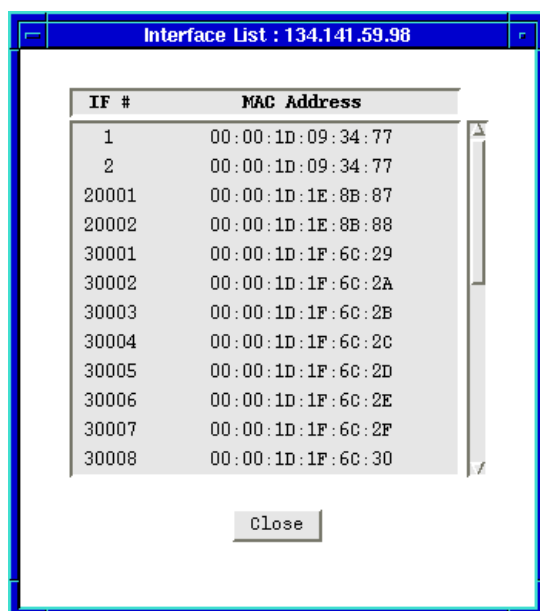 Interface List : 134.141.59.98
IF # MAC Address
1 00:00:1D:09:34:77
2 00:00:1D:09:34:77
20001 00:00:1D:1E:8B:87
20002 00:00:1D:1E:8B:88
30001 00:00:1D:1F:6C:29
30002 00:00:1D:1F:6C:2A
30003 00:00:1D:1F:6C:2B
30004 00:00:1D:1F:6C:2C
30005 00:00:1D:1F:6C:2D
30006 00:00:1D:1F:6C:2E
30007 00:00:1D:1F:6C:2F
30008 00:00:1D:1F:6C:30
Close